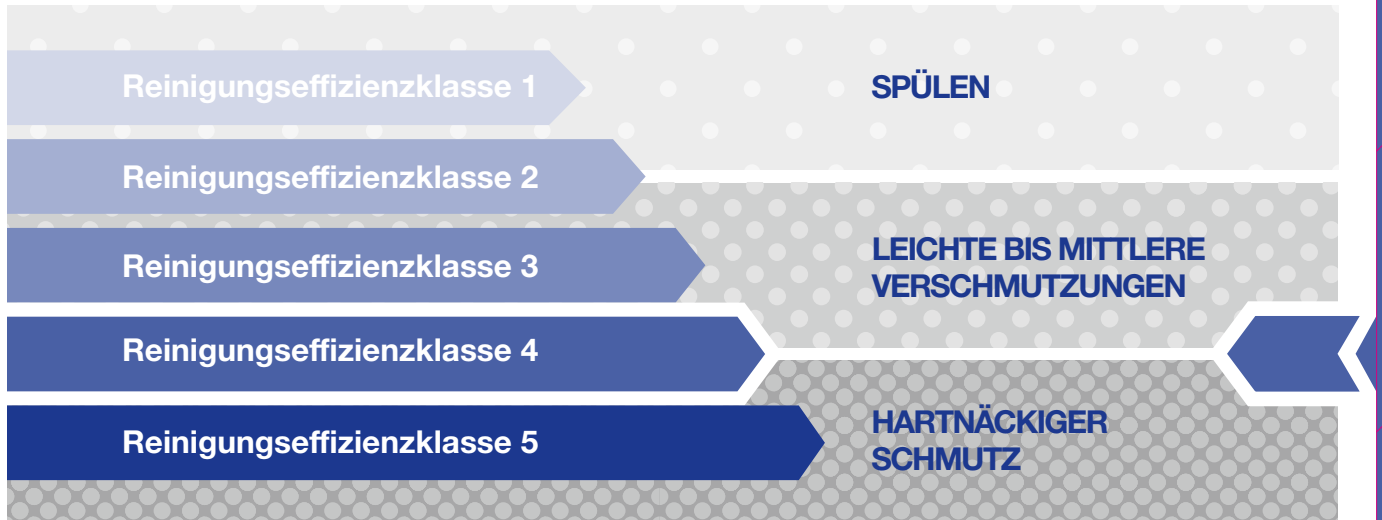 Reinigungseffizienzklasse 1
SPÜLEN
Reinigungseffizienzklasse 2
Reinigungseffizienzklasse 3
LEICHTE BIS MITTLERE
VERSCHMUTZUNGEN
Reinigungseffizienzklasse 4
Reinigungseffizienzklasse 5
HARTNÄCKIGER
SCHMUTZ